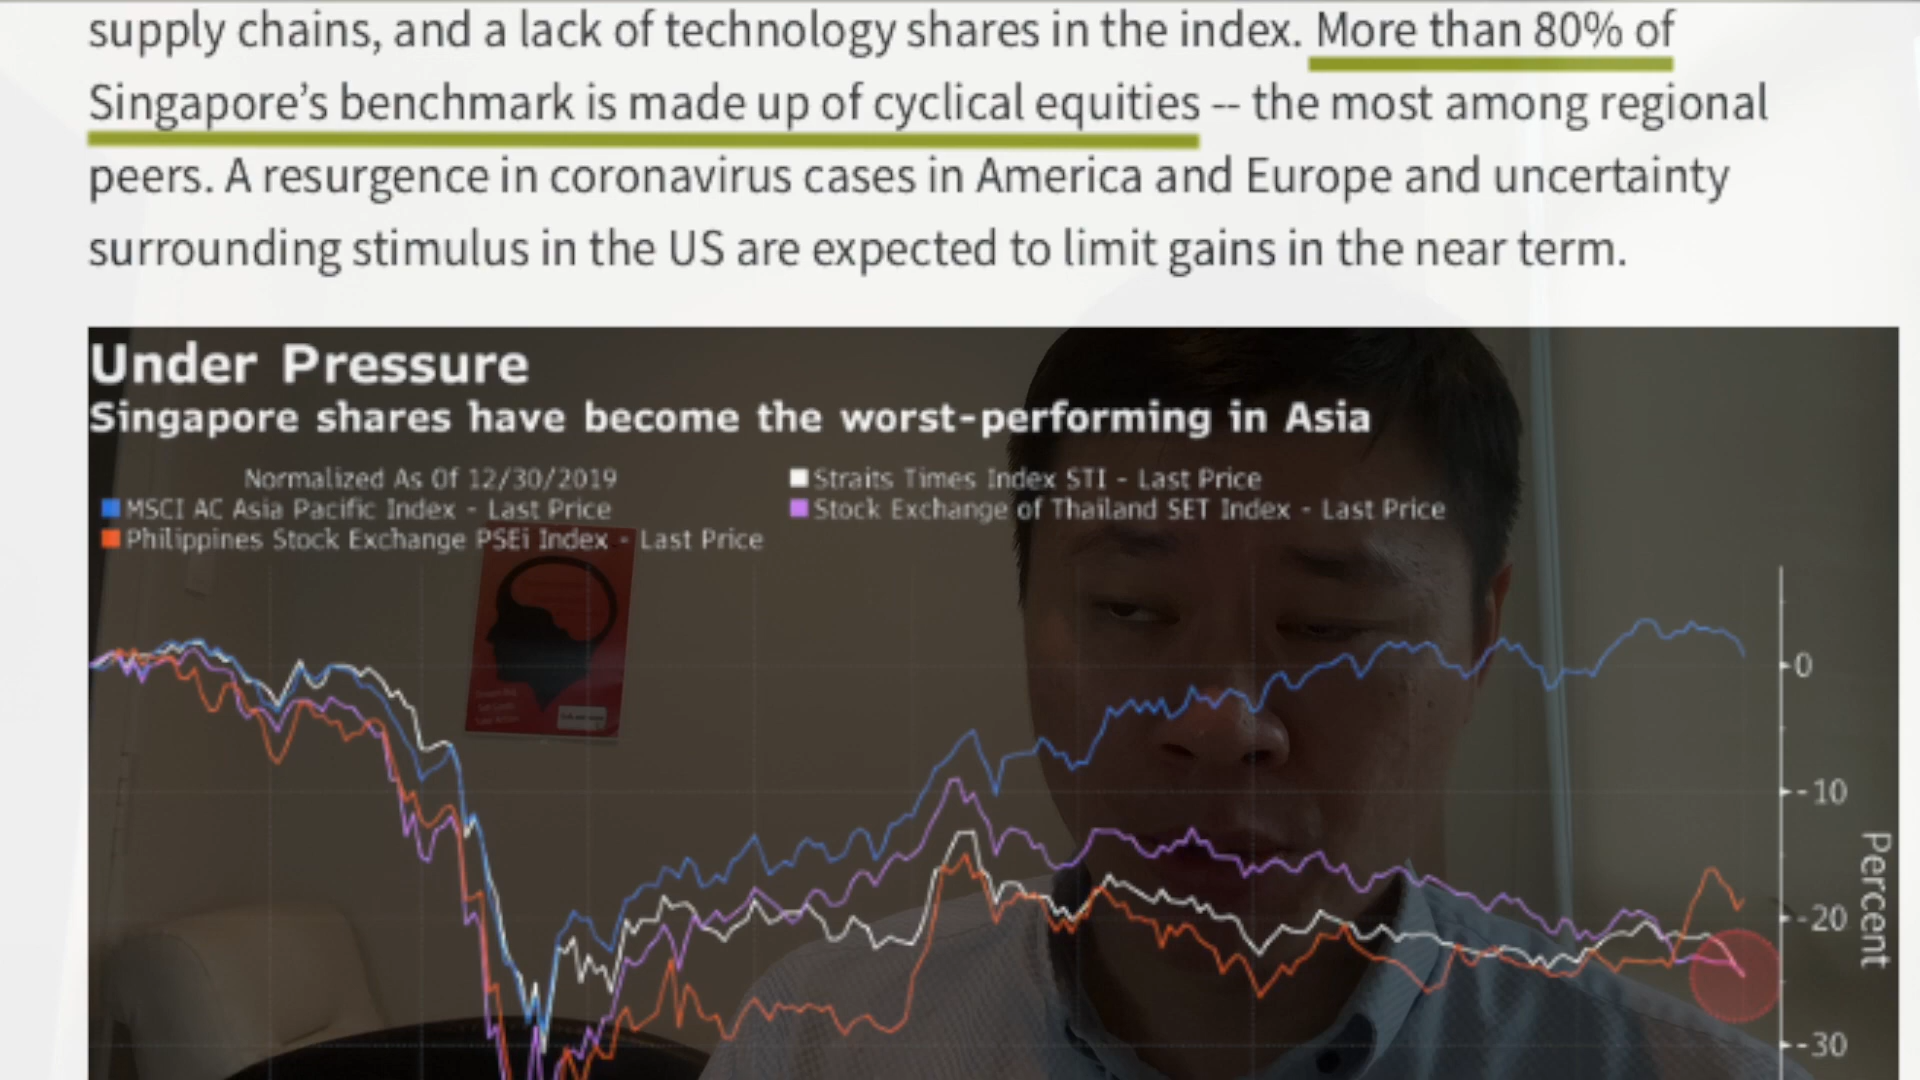 supply chains, and a lack of technology shares in the index. More than 80% of
Singapore’s benchmark is made up of cyclical equities -- the most among regional
peers. A resurgence in coronavirus cases in America and Europe and uncertainty
surrounding stimulus in the US are expected to limit gains in the near term.
Under Pressure
Singapore shares have become the worst-performing in Asia
Normalized As Of 12/30/2019
Straits Times Index STI - Last Price
MSCI AC Asia Pacific Index - Last Price
Stock Exchange of Thailand SET Index - Last Price
Philippines Stock Exchange PSEi Index - Last Price
0
-10
-20
-30
Percent